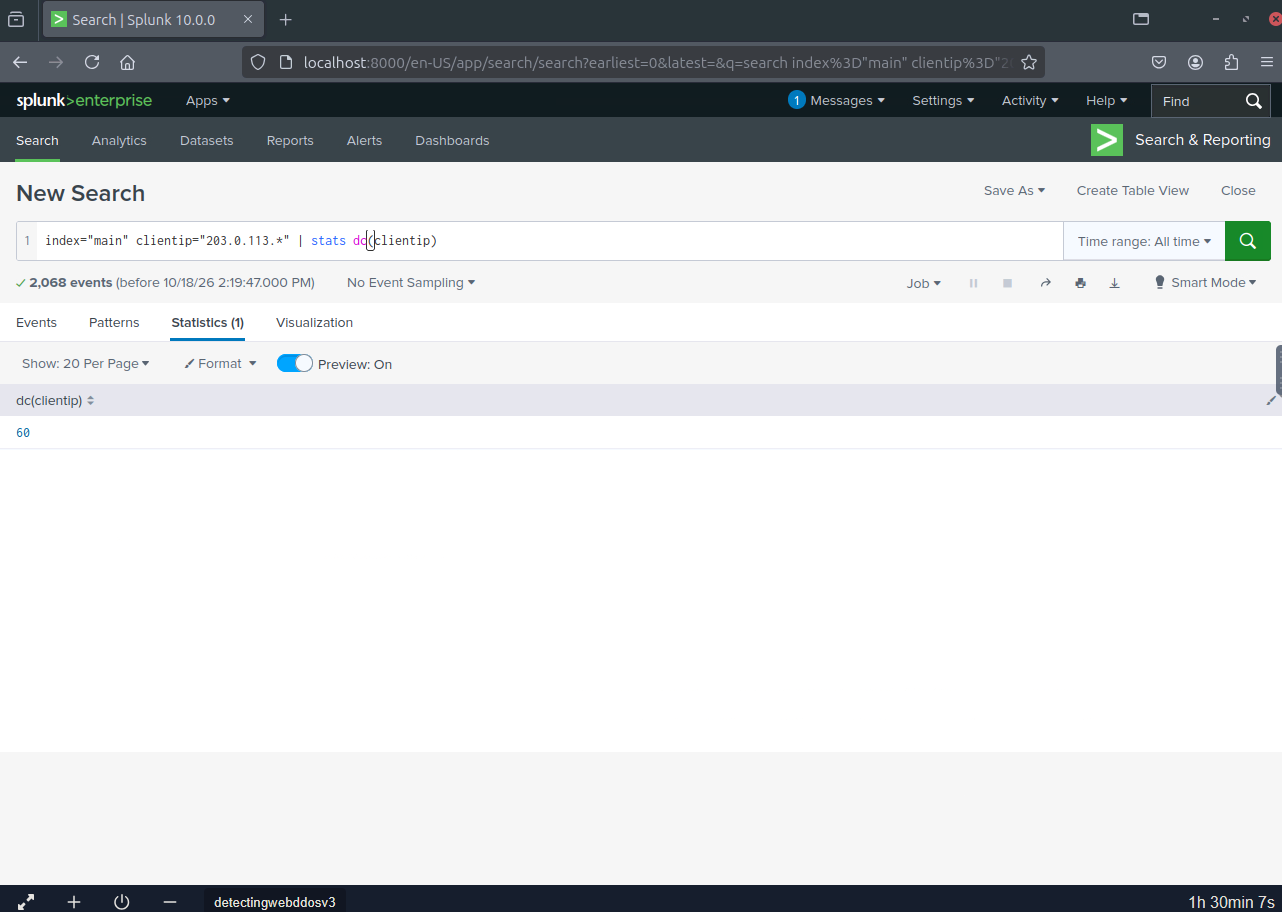 Search | Splunk 10.0.0
localhost:8000/en-US/app/search/search?earliest=0&latest=&q=search index%3D"main" clientip%3D"20
splunk>enterprise Apps 1 Messages Settings Activity Help Find
Search Analytics Datasets Reports Alerts Dashboards > Search & Reporting
New Search Save As Create Table View Close
1 index="main" clientip="203.0.113.*" | stats dc(clientip) Time range: All time
2,068 events (before 10/18/26 2:19:47.000 PM) No Event Sampling Job Smart Mode
Events Patterns Statistics (1) Visualization
Show: 20 Per Page Format Preview: On
dc(clientip)
60
detectingwebddosv3 1h 30min 7s